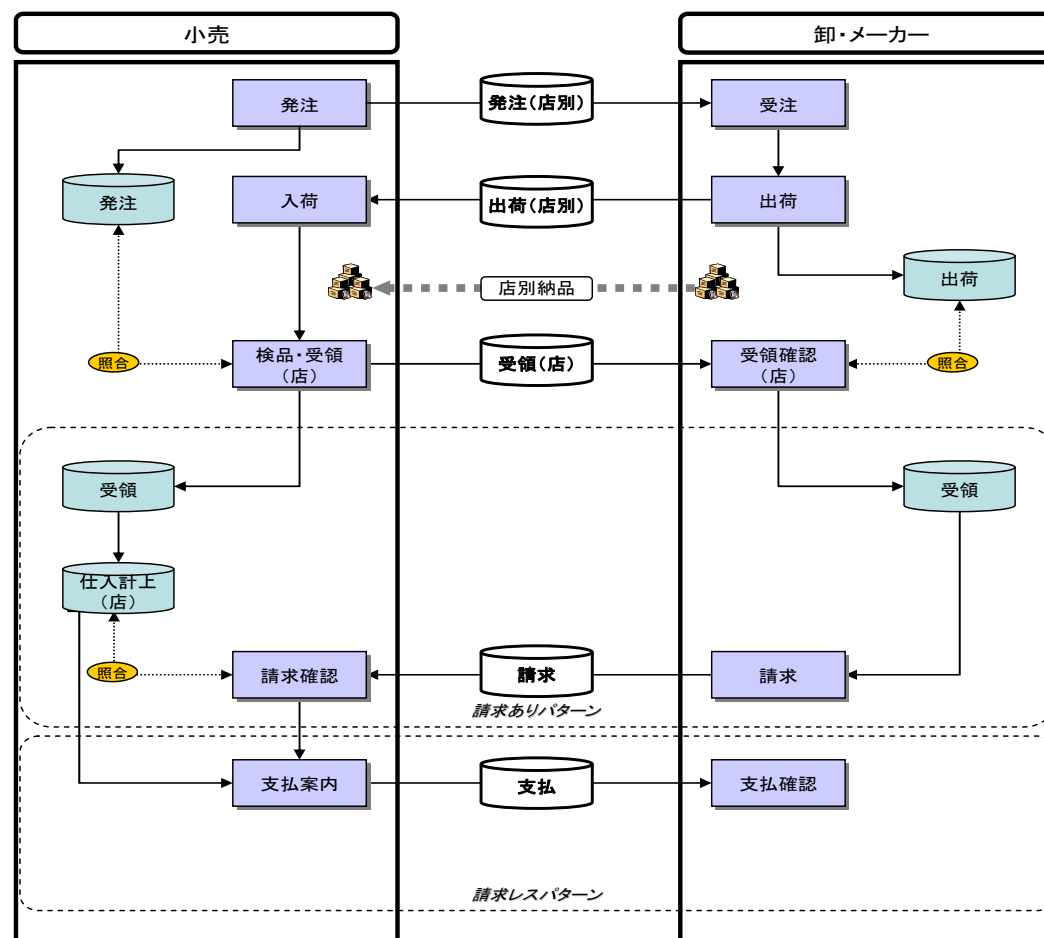 小売
卸・メーカー
発注
発注(店別)
受注
発注
入荷
出荷(店別)
出荷
出荷
店別納品
照合
検品・受領
(店)
受領(店)
受領確認
(店)
照合
受領
受領
仕入計上
(店)
照合
請求確認
請求
請求
請求ありパターン
支払案内
支払
支払確認
請求レスパターン